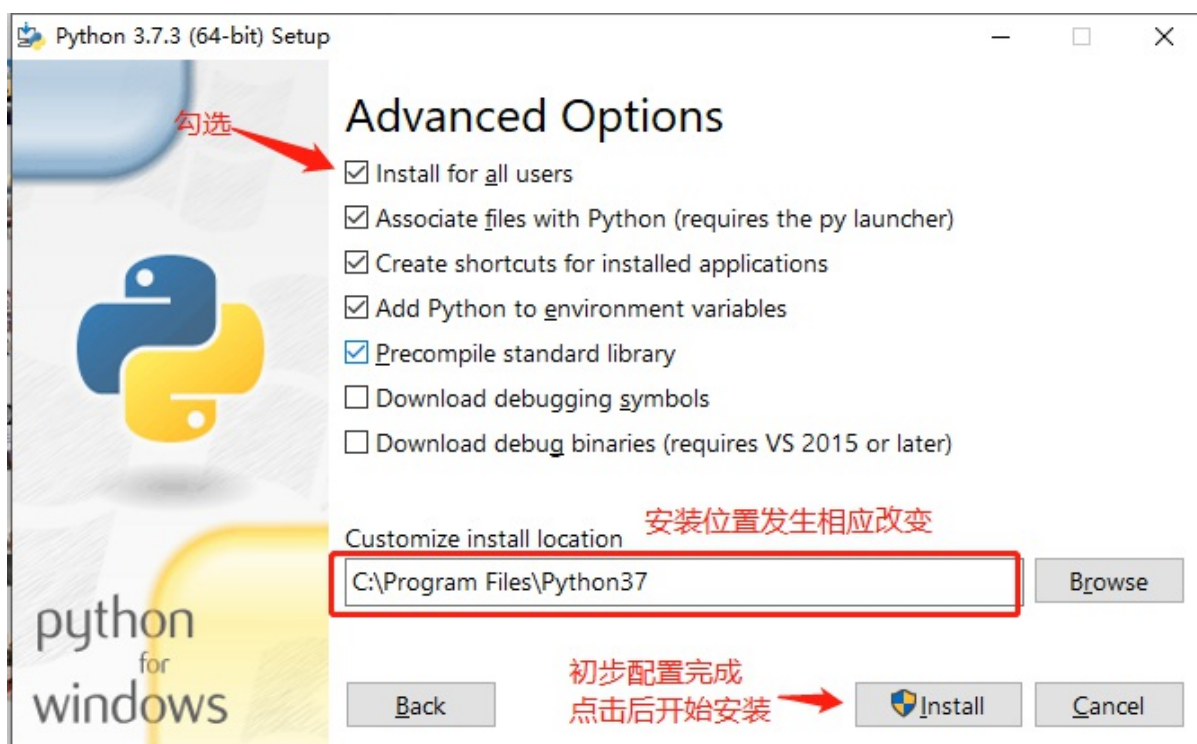 Python 3.7.3 (64-bit) Setup
Advanced Options
勾选
Install for all users
Associate files with Python (requires the py launcher)
Create shortcuts for installed applications
Add Python to environment variables
Precompile standard library
Download debugging symbols
Download debug binaries (requires VS 2015 or later)
安装位置发生相应改变
Customize install location
C:\Program Files\Python37
Browse
python
for
windows
初步配置完成
点击后开始安装
Back
Install
Cancel